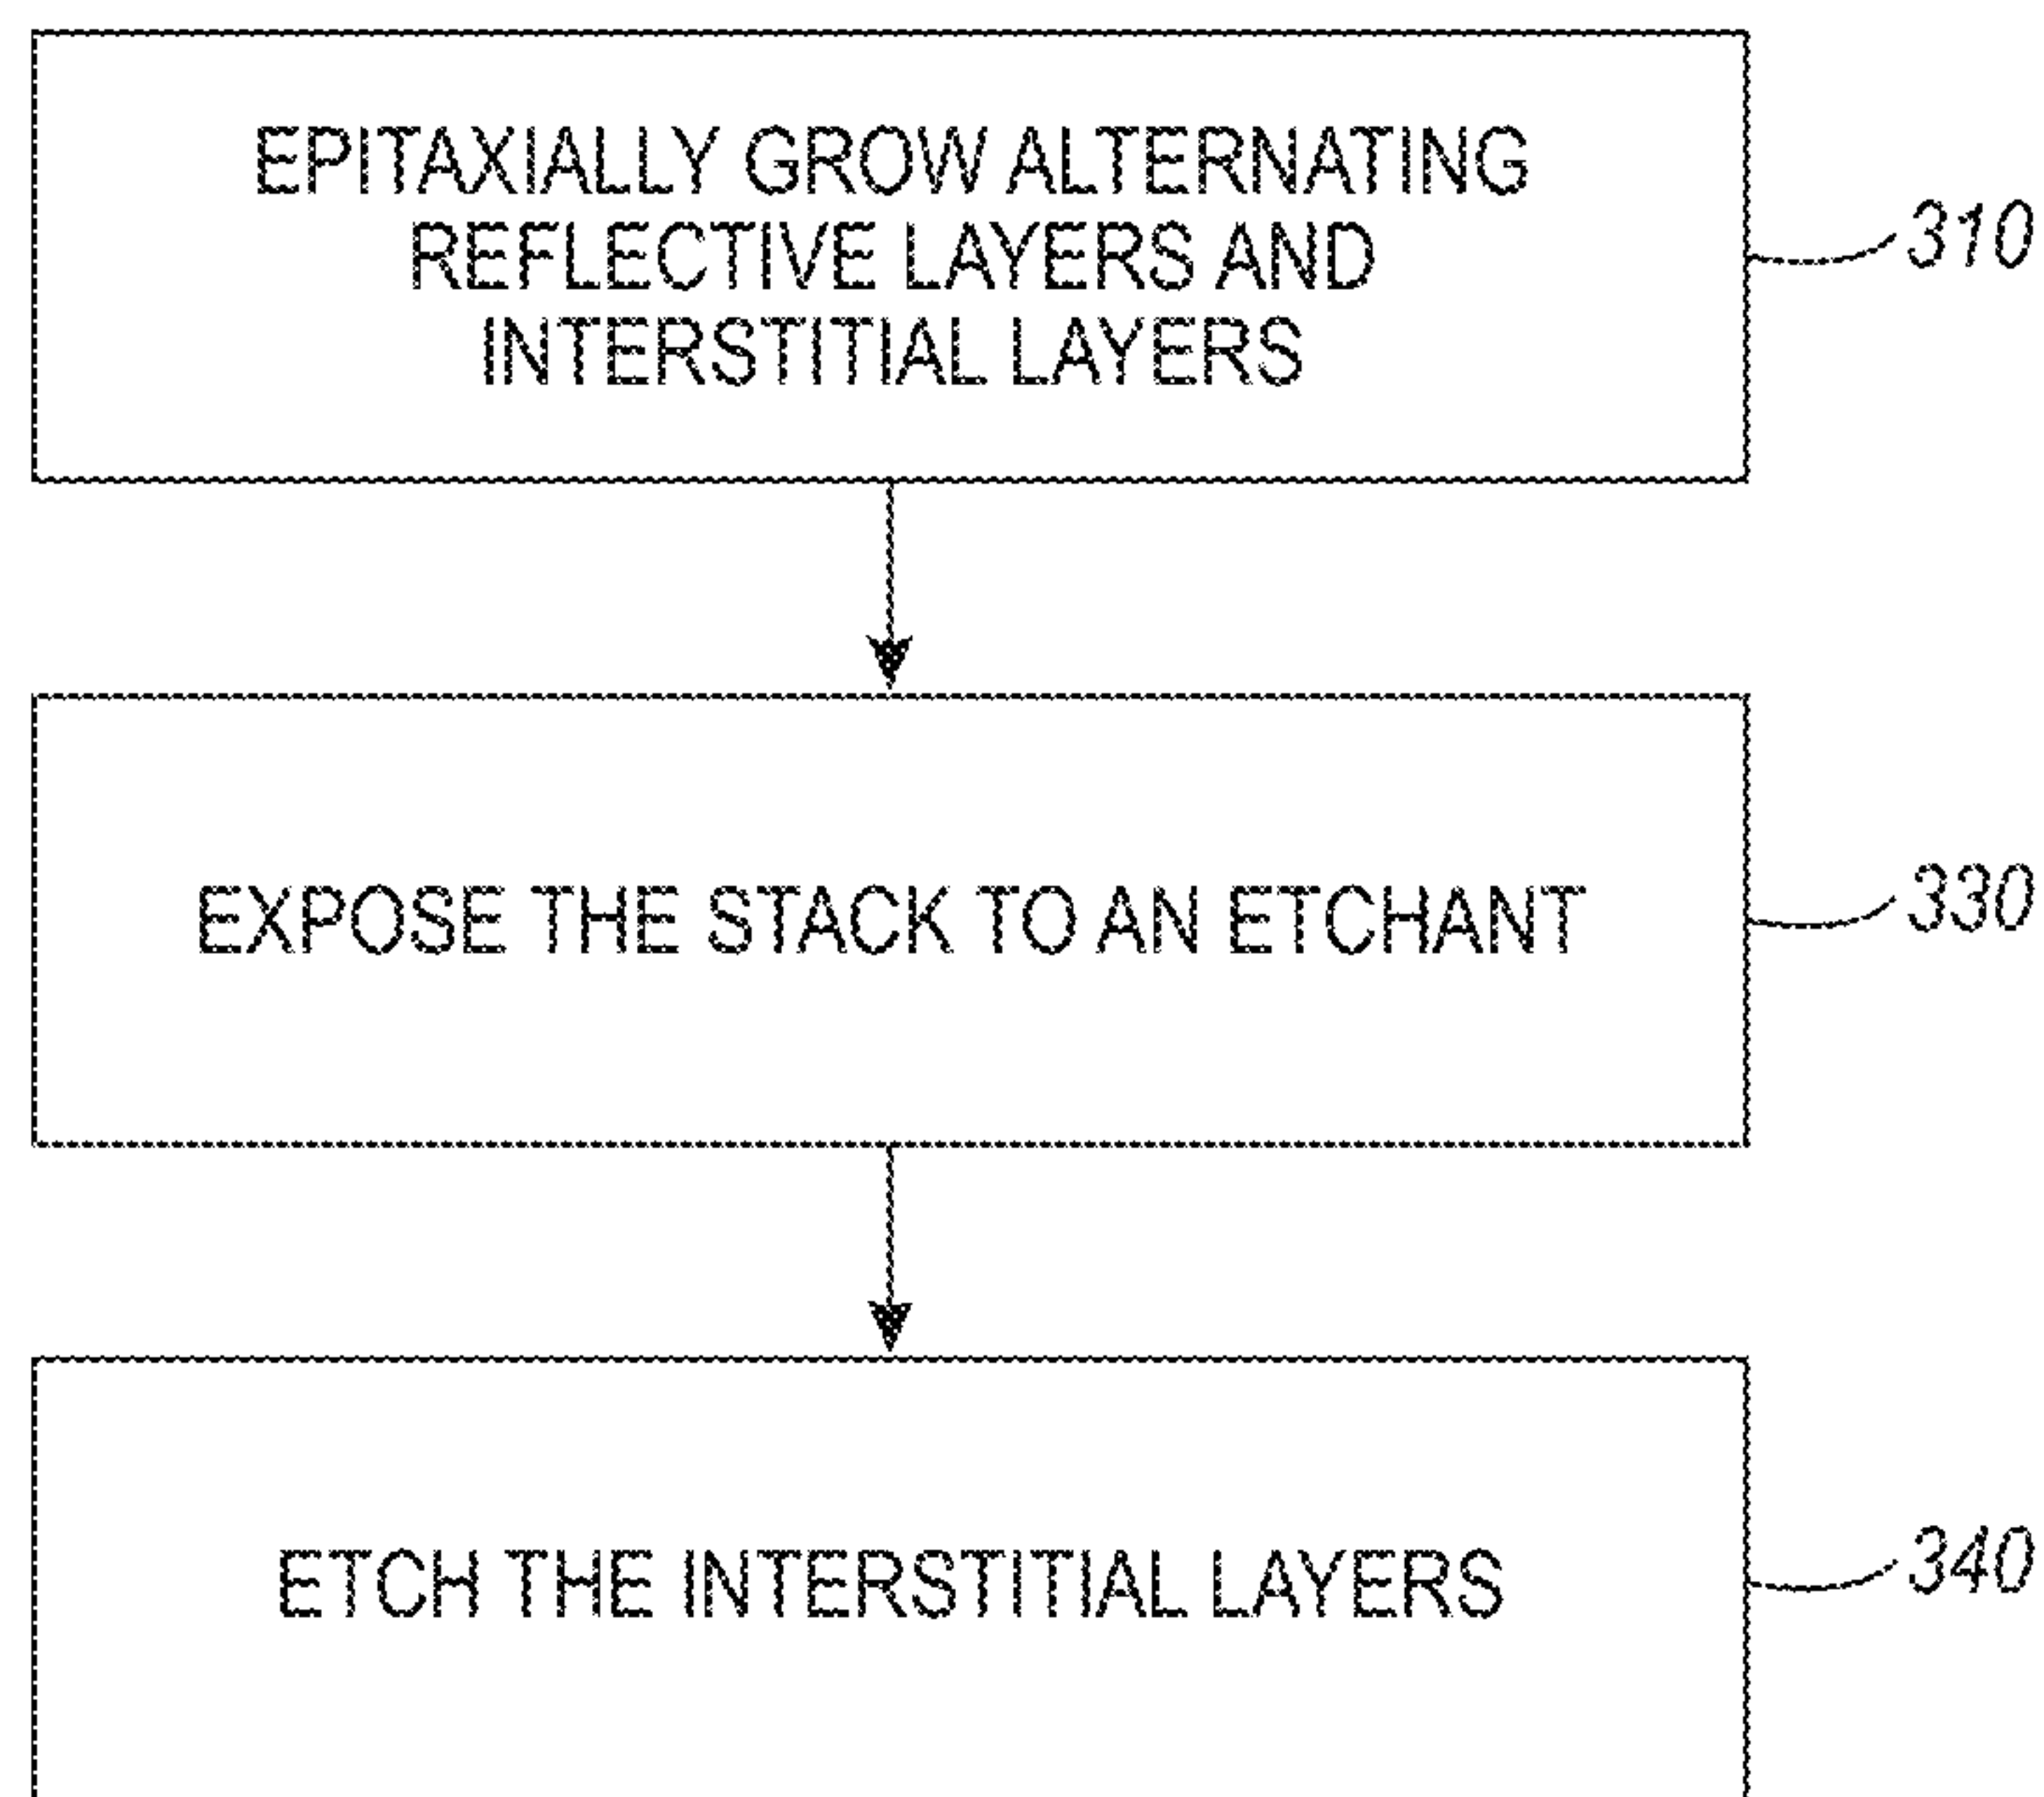 EPITAXIALLY GROW ALTERNATING
REFLECTIVE LAYERS AND
INTERSTITIAL LAYERS
310
EXPOSE THE STACK TO AN ETCHANT
330
ETCH THE INTERSTITIAL LAYERS
340